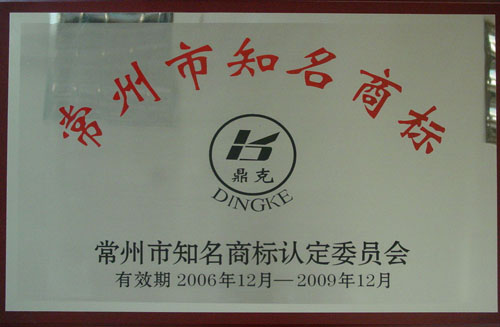 常州市知名商标
鼎克
DINGKE
常州市知名商标认定委员会
有效期 2006年12月—2009年12月